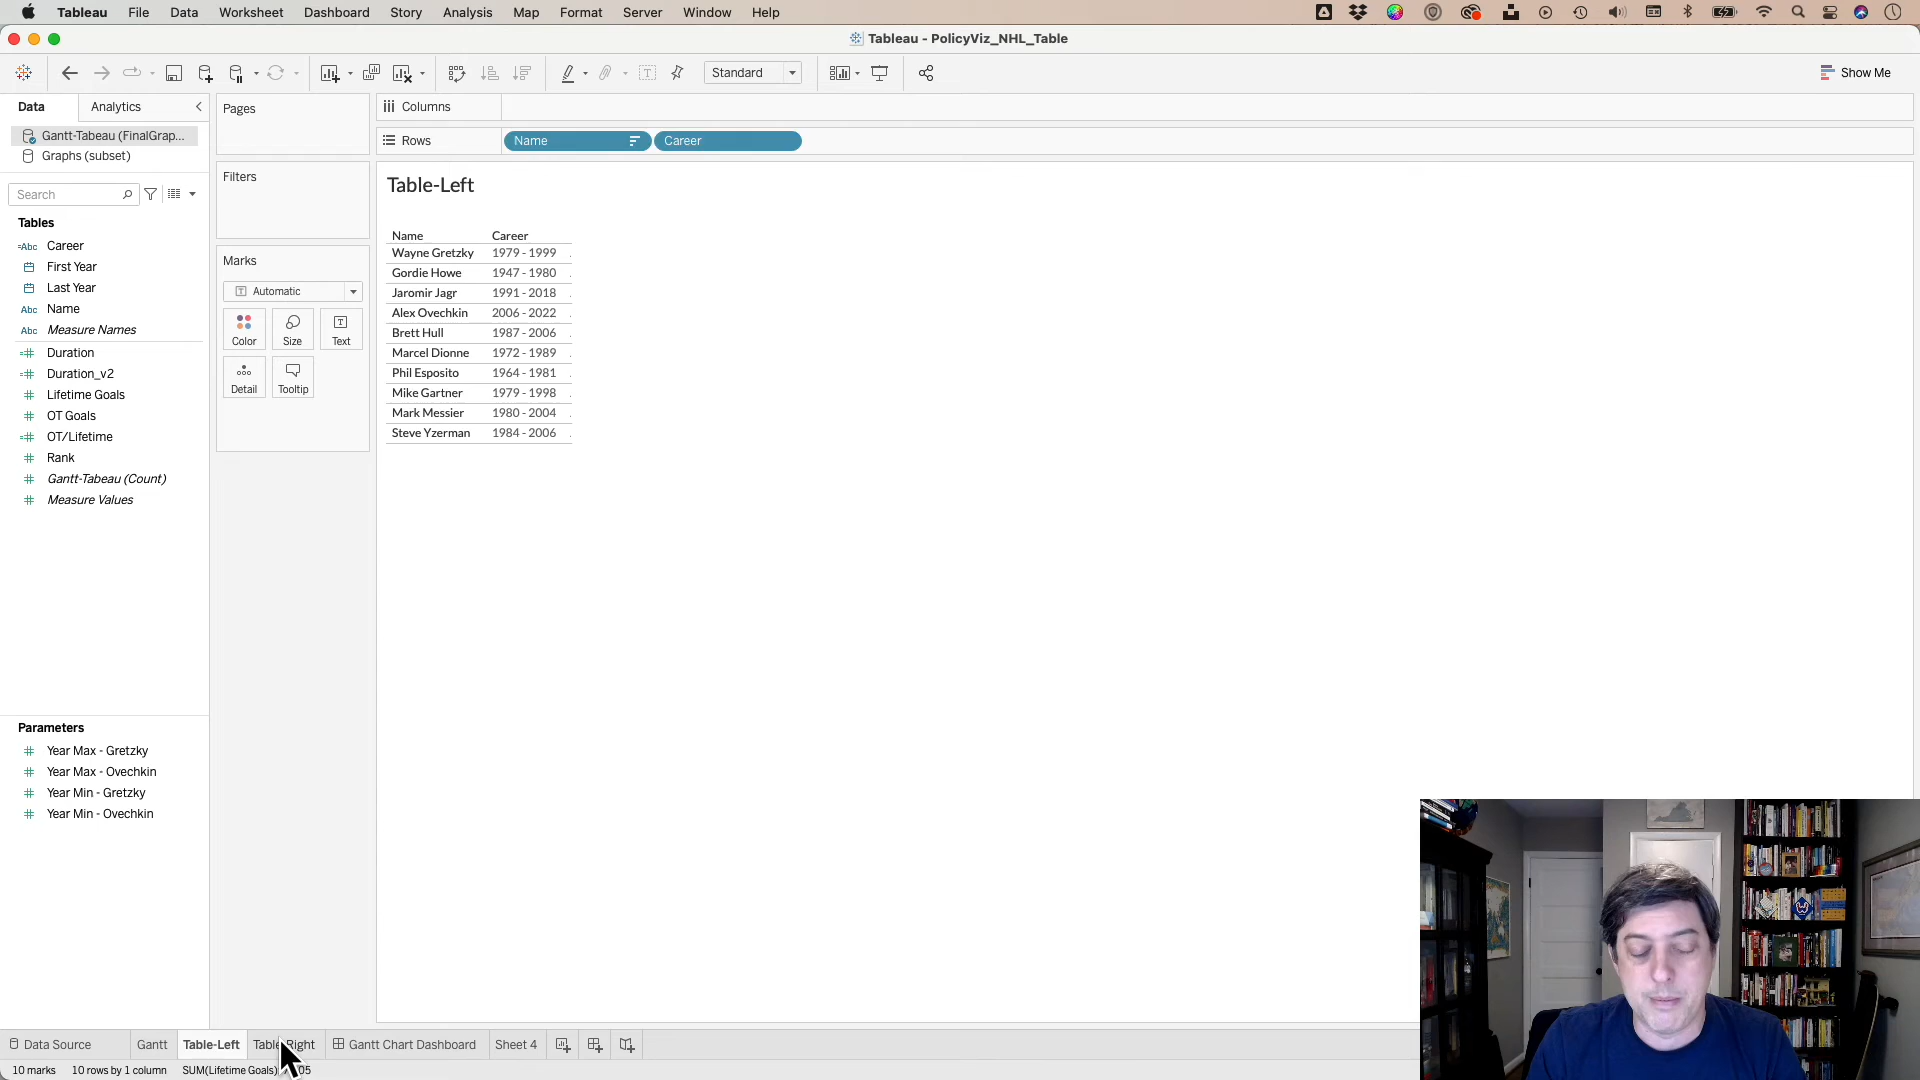 Tableau File Data Worksheet Dashboard Story Analysis Map Format Server Window Help
Tableau - PolicyViz_NHL_Table
Standard
Show Me
Data Analytics
Gantt-Tabeau (FinalGrap...
Graphs (subset)
Search
Tables
Abc Career
First Year
Last Year
Abc Name
Abc Measure Names
Duration
Duration_v2
Lifetime Goals
OT Goals
OT/Lifetime
Rank
Gantt-Tabeau (Count)
Measure Values
Parameters
Year Max - Gretzky
Year Max - Ovechkin
Year Min - Gretzky
Year Min - Ovechkin
Pages
Filters
Marks
Automatic
Color Size Text
Detail Tooltip
Columns
Rows Name Career
Table-Left
Name Career
Wayne Gretzky 1979 - 1999
Gordie Howe 1947 - 1980
Jaromir Jagr 1991 - 2018
Alex Ovechkin 2006 - 2022
Brett Hull 1987 - 2006
Marcel Dionne 1972 - 1989
Phil Esposito 1964 - 1981
Mike Gartner 1979 - 1998
Mark Messier 1980 - 2004
Steve Yzerman 1984 - 2006
Data Source Gantt Table-Left Table-Right Gantt Chart Dashboard Sheet 4
10 marks 10 rows by 1 column SUM(Lifetime Goals)